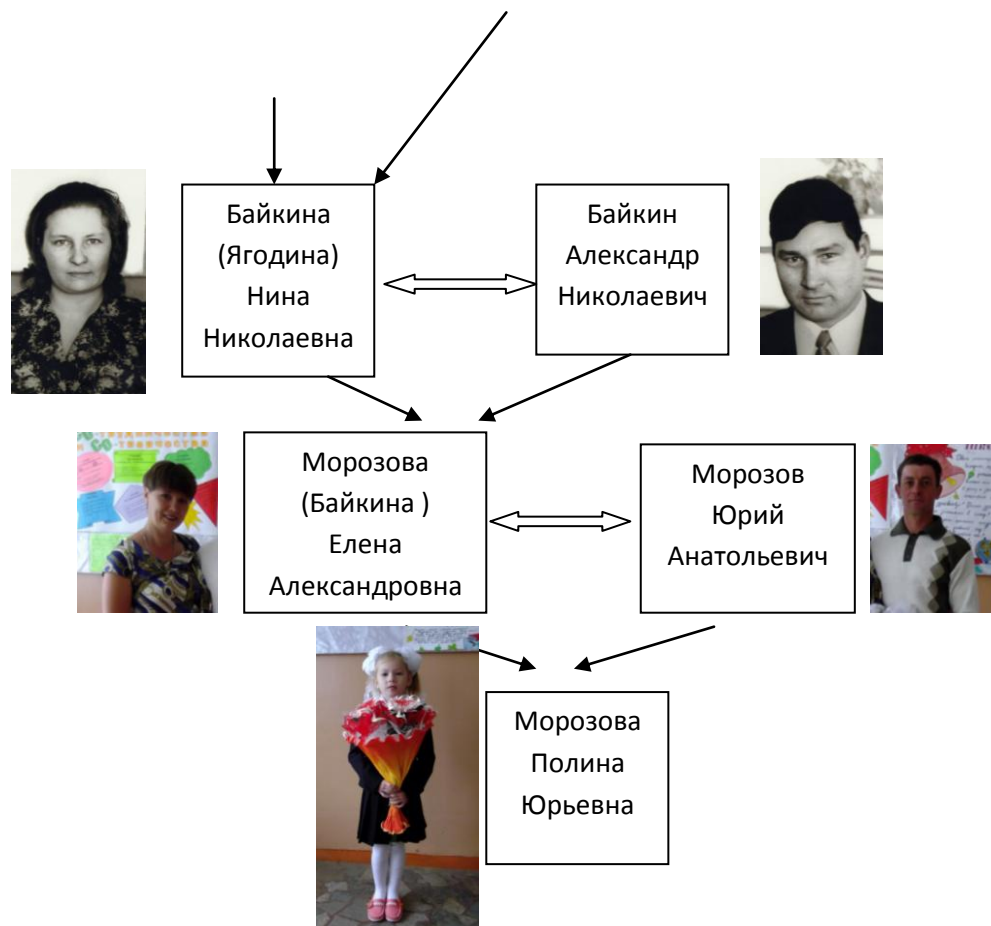 Байкина
(Ягодина)
Нина
Николаевна
Байкин
Александр
Николаевич
Морозова
(Байкина )
Елена
Александровна
Морозов
Юрий
Анатольевич
Морозова
Полина
Юрьевна